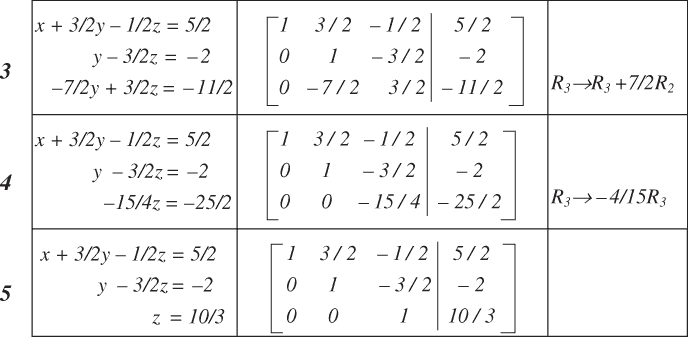 3
x + 3/2y – 1/2z = 5/2
y – 3/2z = –2
–7/2y + 3/2z = –11/2
1 3 / 2 – 1 / 2 5 / 2
0 1 – 3 / 2 – 2
0 – 7 / 2 3 / 2 – 11 / 2
R3→R3 +7/2R2
4
x + 3/2y – 1/2z = 5/2
y – 3/2z = –2
–15/4z = –25/2
1 3 / 2 – 1 / 2 5 / 2
0 1 – 3 / 2 – 2
0 0 – 15 / 4 – 25 / 2
R3→ – 4/15R3
5
x + 3/2y – 1/2z = 5/2
y – 3/2z = –2
z = 10/3
1 3 / 2 – 1 / 2 5 / 2
0 1 – 3 / 2 – 2
0 0 1 10 / 3